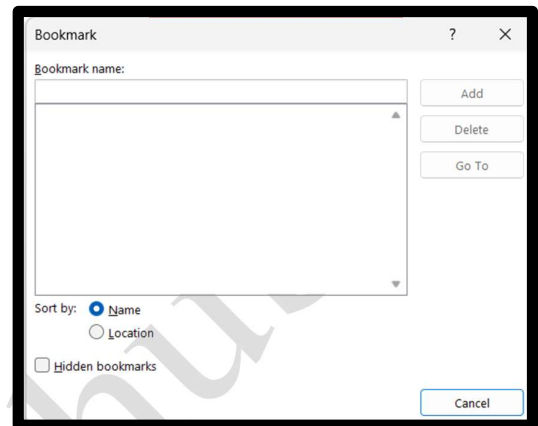 Bookmark ? X
Bookmark name:
Add
Delete
Go To
Sort by: Name
Location
Hidden bookmarks
Cancel